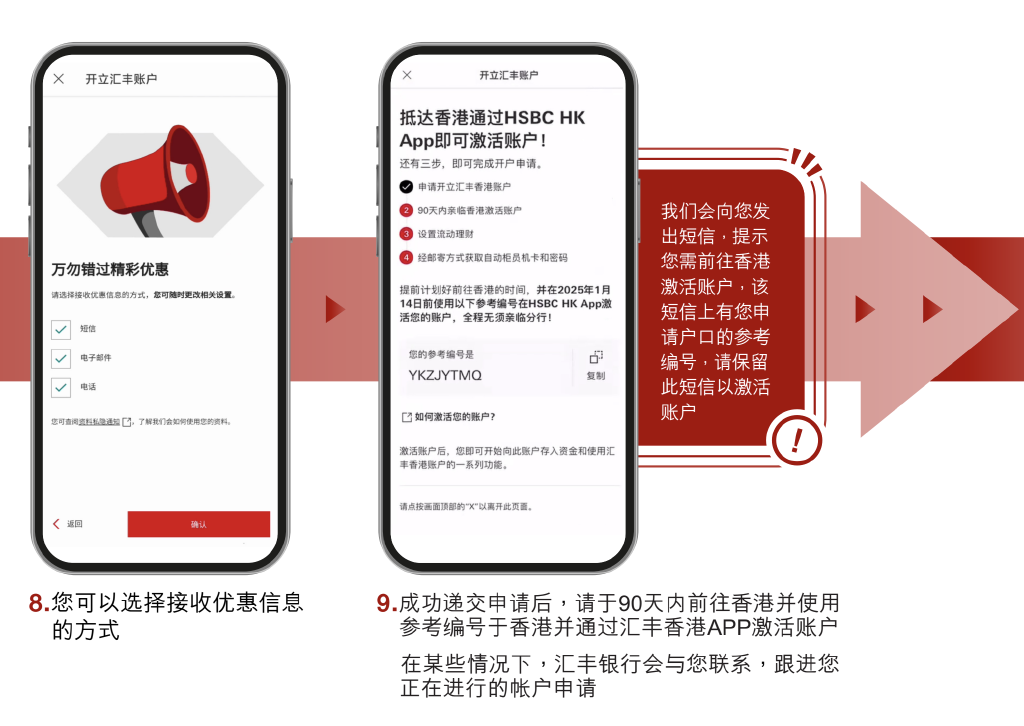 开立汇丰账户
万勿错过精彩优惠
请选择接收优惠信息的方式，您可随时更改相关设置。
短信
电子邮件
电话
您可查阅资料私隐通知，了解我们会如何使用您的资料。
返回
确认
8.您可以选择接收优惠信息
的方式
开立汇丰账户
抵达香港通过HSBC HK
App即可激活账户！
还有三步，即可完成开户申请。
申请开立汇丰香港账户
2 90天内亲临香港激活账户
3 设置流动理财
4 经邮寄方式获取自动柜员机卡和密码
提前计划好前往香港的时间，并在2025年1月
14日前使用以下参考编号在HSBC HK App激
活您的账户，全程无须亲临分行！
您的参考编号是
YKZJYTMQ
复制
如何激活您的账户？
激活账户后，您即可开始向此账户存入资金和使用汇
丰香港账户的一系列功能。
请点按画面顶部的“X”以离开此页面。
9.成功递交申请后，请于90天内前往香港并使用
参考编号于香港并通过汇丰香港APP激活账户
在某些情况下，汇丰银行会与您联系，跟进您
正在进行的帐户申请
我们会向您发
出短信，提示
您需前往香港
激活账户，该
短信上有您申
请户口的参考
编号，请保留
此短信以激活
账户
!